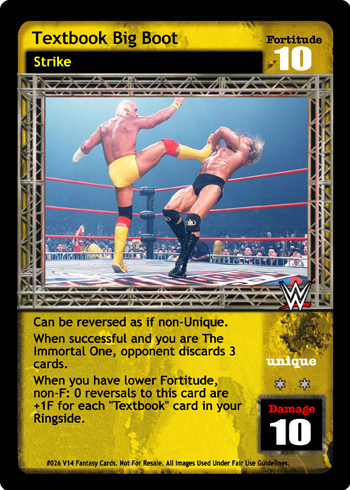 Textbook Big Boot
Fortitude
10
Strike
W
Can be reversed as if non-Unique.
When successful and you are The
Immortal One, opponent discards 3
cards.
When you have lower Fortitude,
non-F: 0 reversals to this card are
+1F for each "Textbook" card in your
Ringside.
unique
Damage
10
#026 V14 Fantasy Cards. Not For Resale. All Images Used Under Fair Use Guidelines.